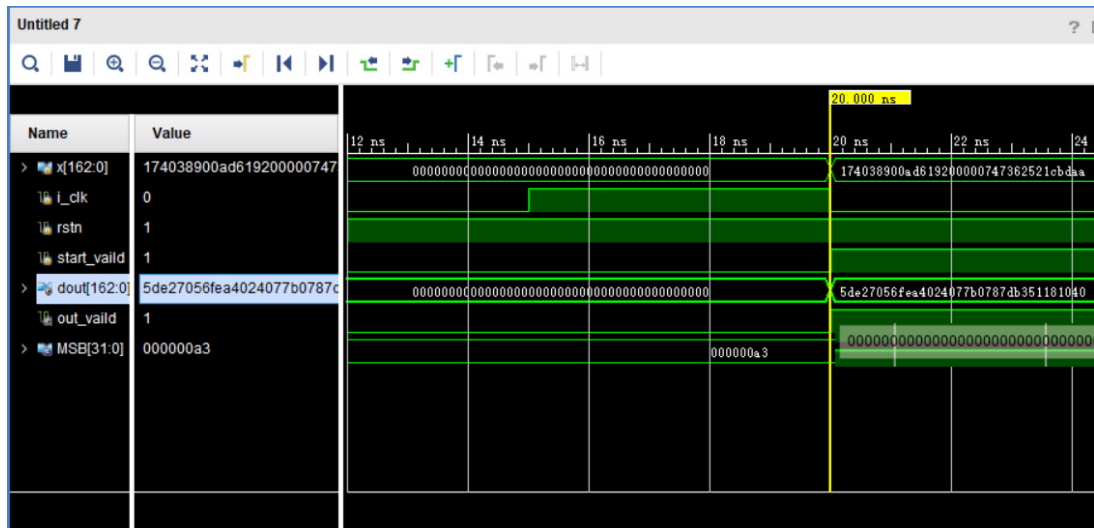 Untitled 7
?
20.000 ns
Name
Value
12 ns 14 ns 16 ns 18 ns 20 ns 22 ns 24
x[162:0] 174038900ad619200000747 00000000000000000000000000000000000000000 174038900ad619200000747362521cbdaa
i_clk 0
rstn 1
start_vaild 1
dout[162:0] 5de27056fea4024077b0787c 00000000000000000000000000000000000000000 5de27056fea4024077b0787db351181040
out_vaild 1
MSB[31:0] 000000a3 000000a3